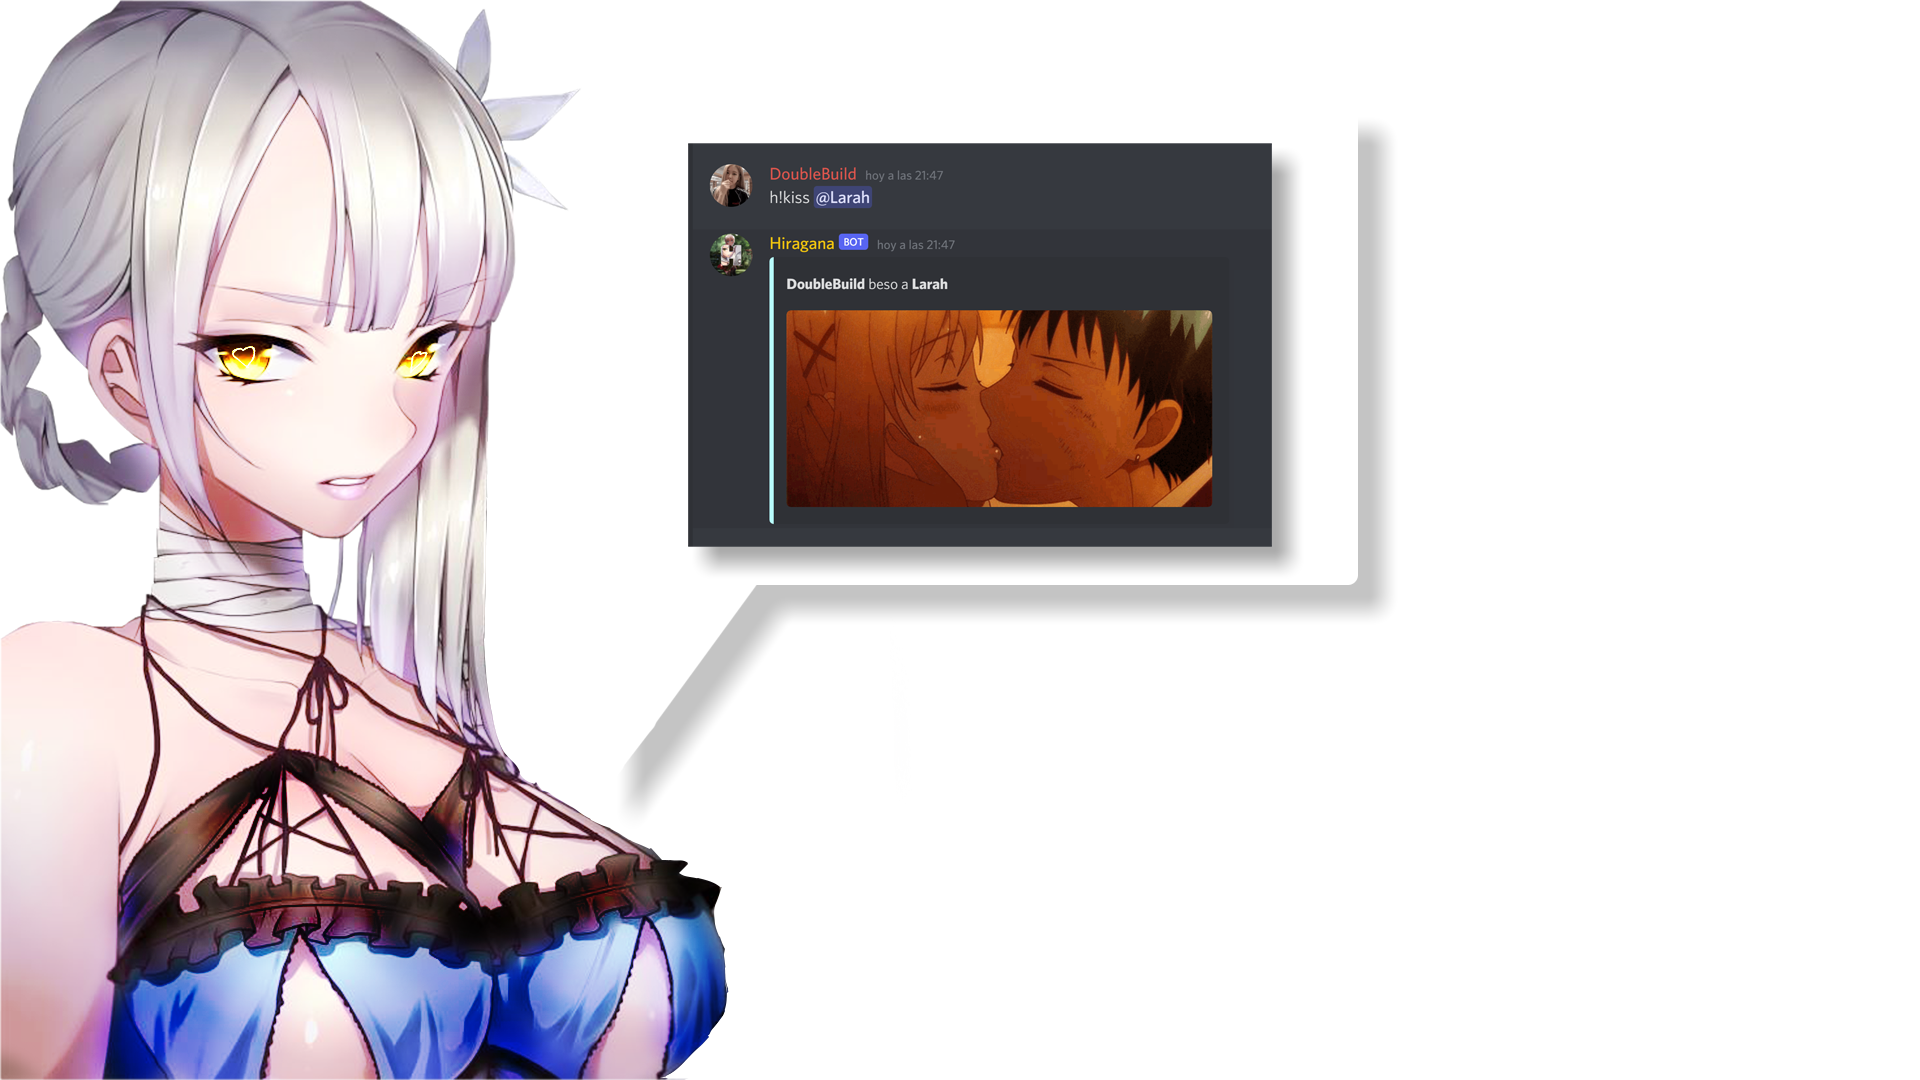 DoubleBuild hoy a las 21:47
h!kiss @Larah
Hiragana BOT hoy a las 21:47
DoubleBuild beso a Larah